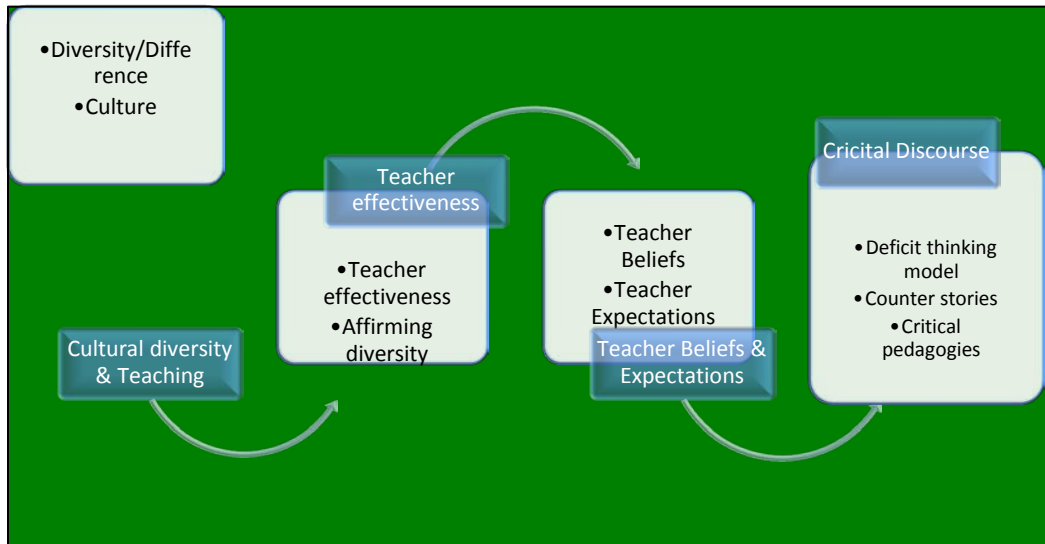 •Diversity/Diffe
rence
•Culture
Cultural diversity
& Teaching
Teacher
effectiveness
•Teacher
effectiveness
•Affirming
diversity
•Teacher
Beliefs
•Teacher
Expectations
Teacher Beliefs &
Expectations
Cricital Discourse
•Deficit thinking
model
•Counter stories
•Critical
pedagogies